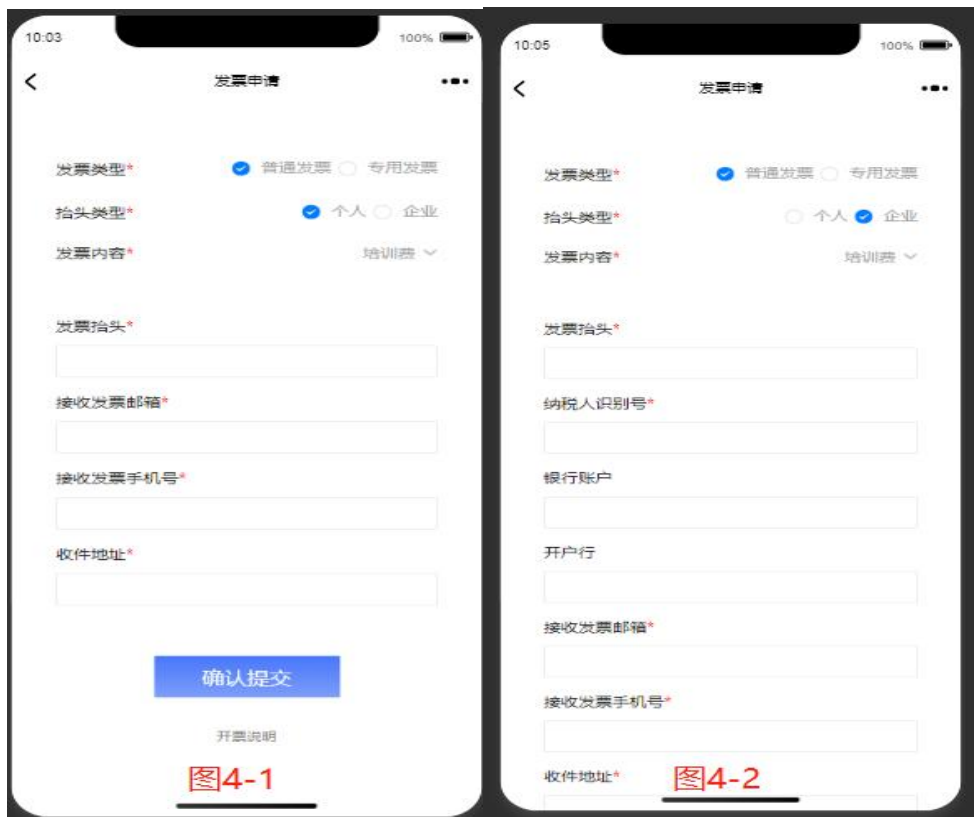 10:03
100%
发票申请
发票类型*
普通发票 专用发票
抬头类型*
个人 企业
发票内容*
培训费
发票抬头*
接收发票邮箱*
接收发票手机号*
收件地址*
确认提交
开票说明
图4-1
10:05
100%
发票申请
发票类型*
普通发票 专用发票
抬头类型*
个人 企业
发票内容*
培训费
发票抬头*
纳税人识别号*
银行账户
开户行
接收发票邮箱*
接收发票手机号*
收件地址*
图4-2